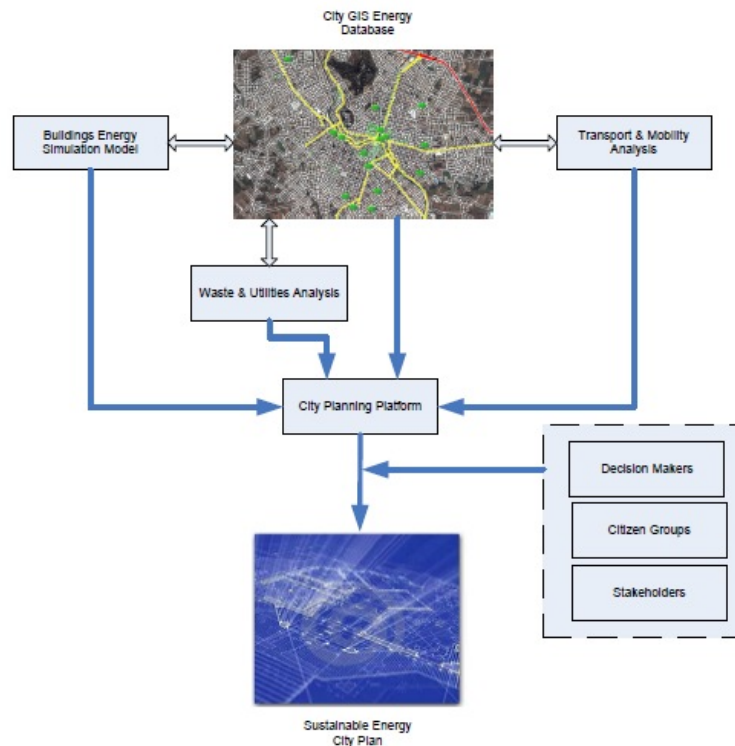 City GIS Energy
Database
Buildings Energy
Simulation Model
Transport & Mobility
Analysis
Waste & Utilities Analysis
City Planning Platform
Decision Makers
Citizen Groups
Stakeholders
Sustainable Energy
City Plan